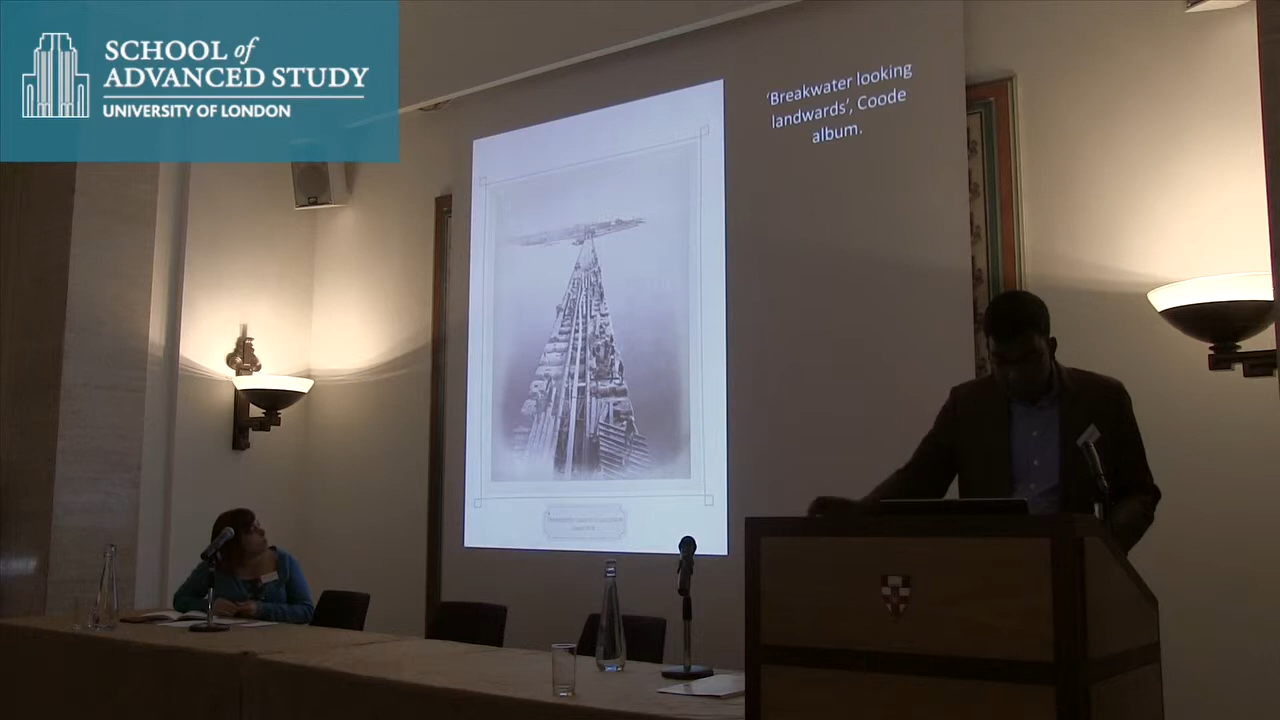 SCHOOL of
ADVANCED STUDY
UNIVERSITY OF LONDON
'Breakwater looking
landwards', Coode
album.